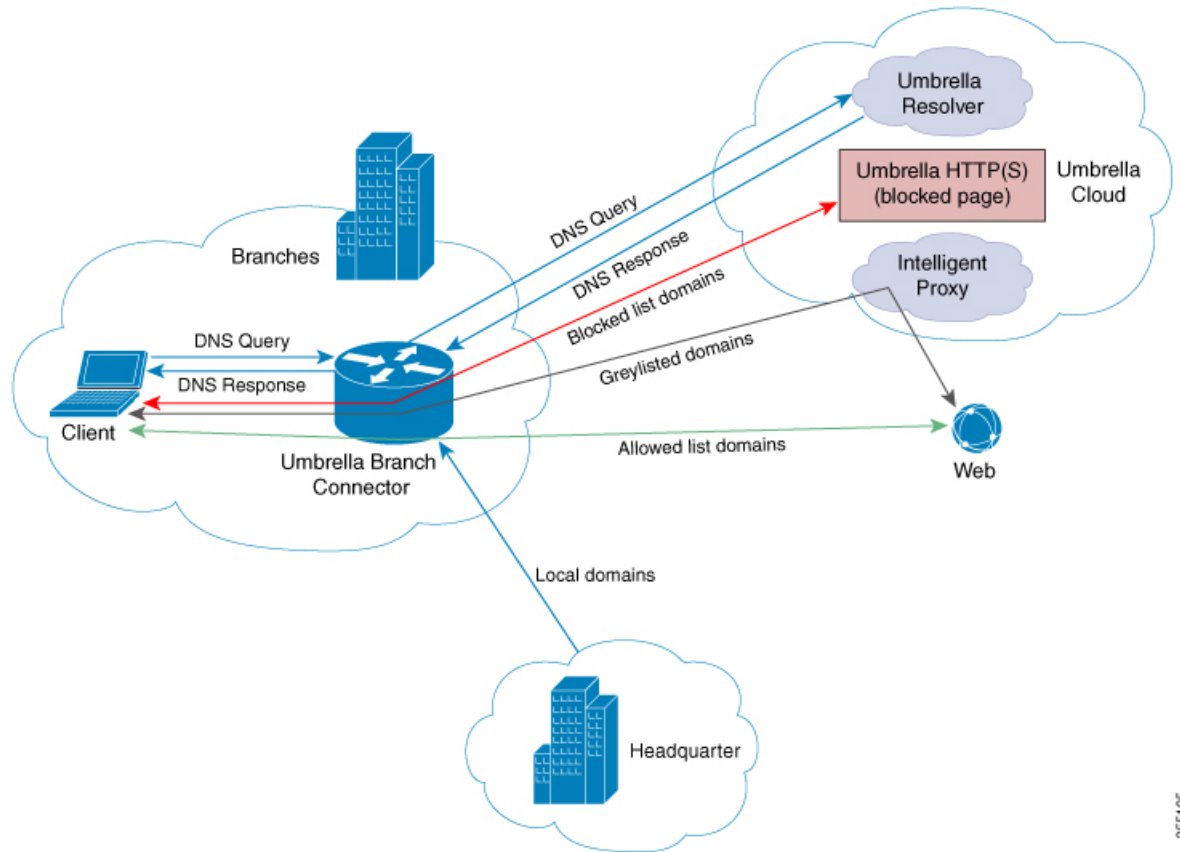 Umbrella
Resolver
Umbrella HTTP(S)
(blocked page)
Umbrella
Cloud
Intelligent
Proxy
Branches
DNS Query
DNS Response
Blocked list domains
Greylisted domains
DNS Query
DNS Response
Client
Umbrella Branch
Connector
Allowed list domains
Web
Local domains
Headquarter